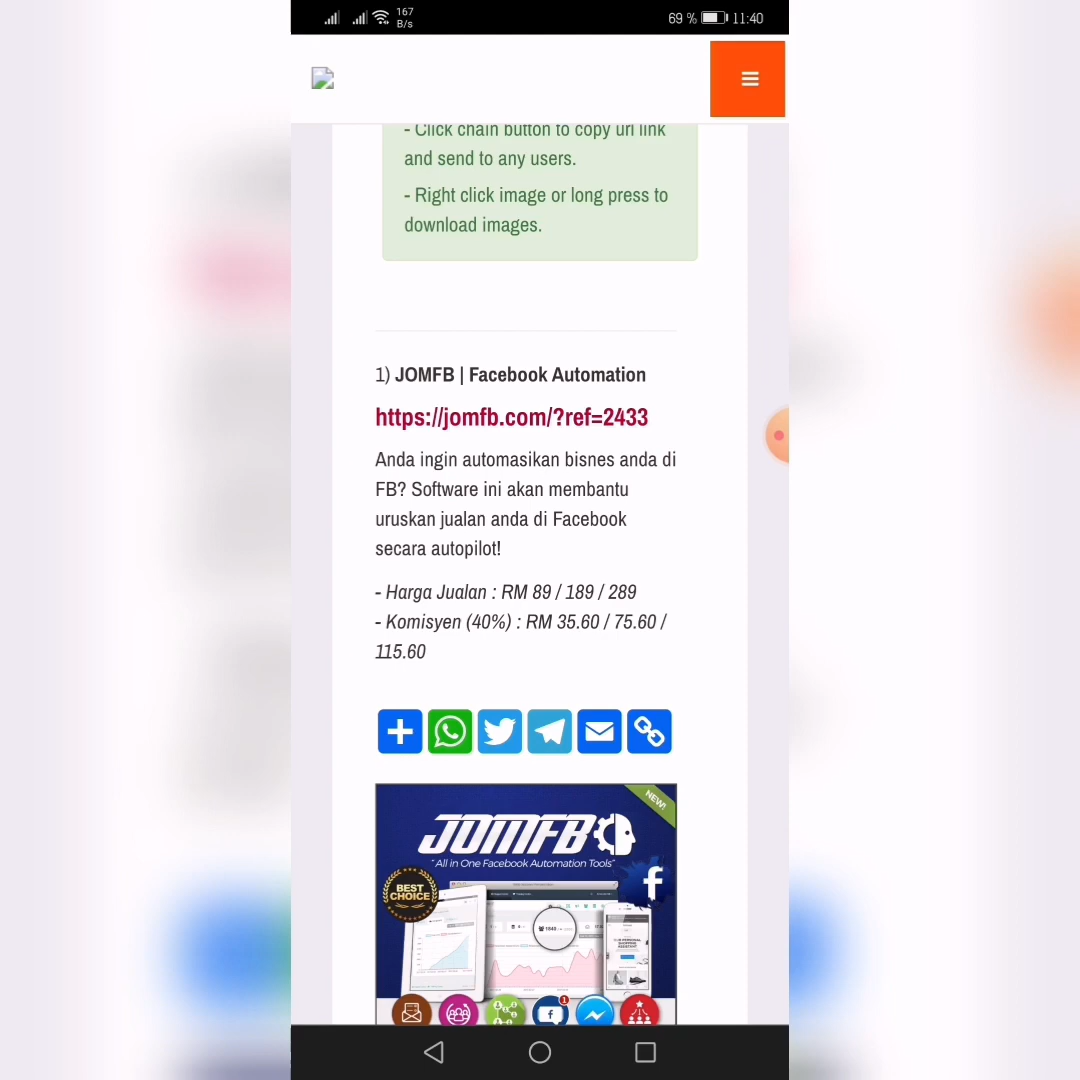 167
B/s
69 %
11:40
- Click chain button to copy url link
and send to any users.
- Right click image or long press to
download images.
1) JOMFB | Facebook Automation
https://jomfb.com/?ref=2433
Anda ingin automasikan bisnes anda di
FB? Software ini akan membantu
uruskan jualan anda di Facebook
secara autopilot!
- Harga Jualan : RM 89 / 189 / 289
- Komisyen (40%) : RM 35.60 / 75.60 /
115.60
NEW!
JOMFB
"All in One Facebook Automation Tools"
BEST
CHOICE
1